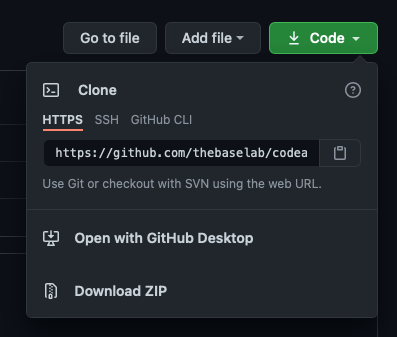 Go to file Add file Code
Clone
HTTPS SSH GitHub CLI
https://github.com/thebaselab/codea
Use Git or checkout with SVN using the web URL.
Open with GitHub Desktop
Download ZIP